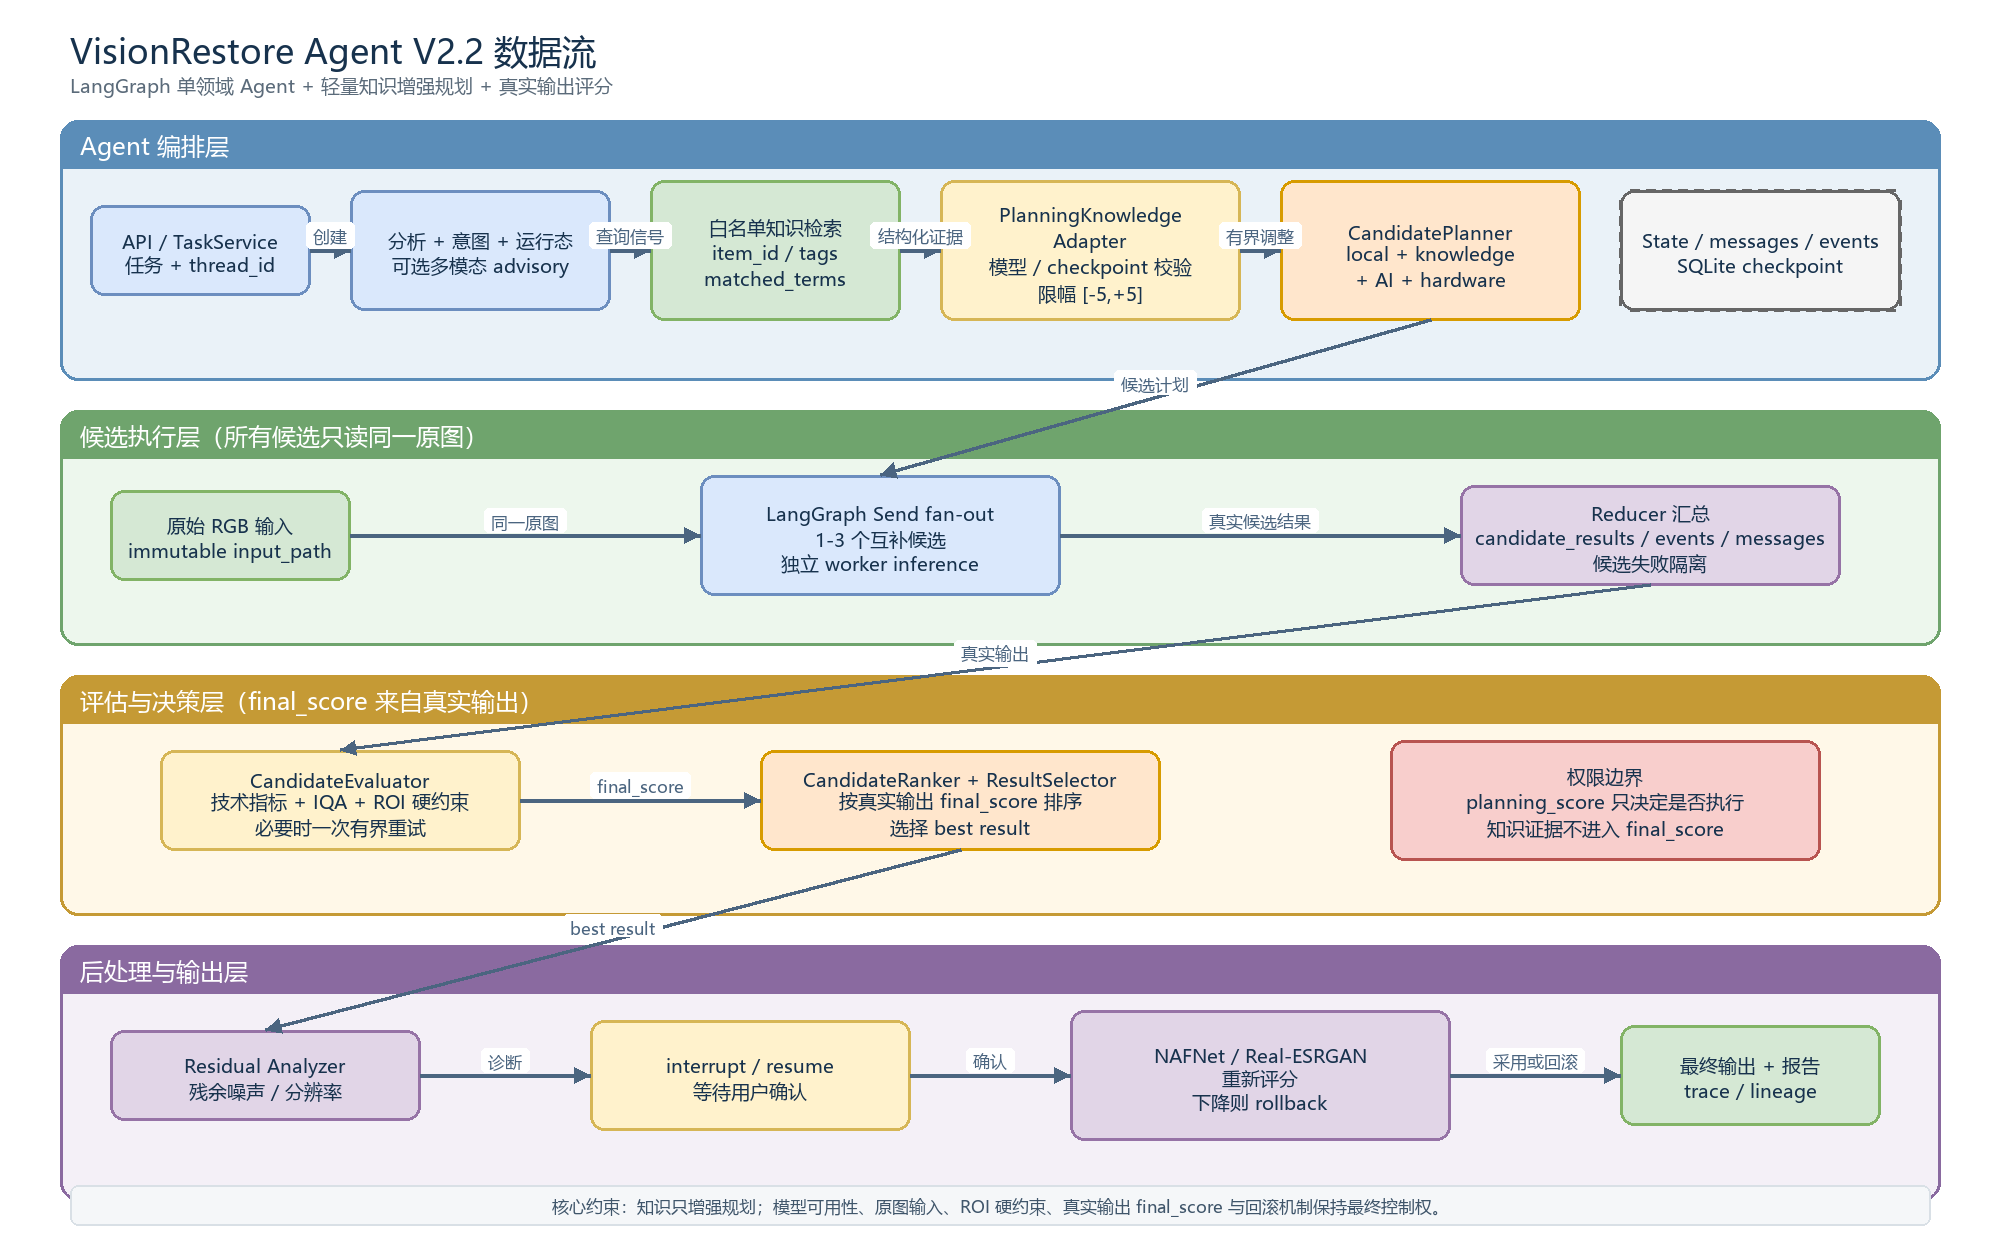 VisionRestore Agent V2.2 数据流
LangGraph 单领域 Agent + 轻量知识增强规划 + 真实输出评分
Agent 编排层
API / TaskService
任务 + thread_id
创建
分析 + 意图 + 运行态
可选多模态 advisory
查询信号
白名单知识检索
item_id / tags
matched_terms
结构化证据
PlanningKnowledge
Adapter
模型 / checkpoint 校验
限幅 [-5,+5]
有界调整
CandidatePlanner
local + knowledge
+ AI + hardware
State / messages / events
SQLite checkpoint
候选计划
候选执行层（所有候选只读同一原图）
原始 RGB 输入
immutable input_path
同一原图
LangGraph Send fan-out
1-3 个互补候选
独立 worker inference
真实候选结果
Reducer 汇总
candidate_results / events / messages
候选失败隔离
真实输出
评估与决策层（final_score 来自真实输出）
CandidateEvaluator
技术指标 + IQA + ROI 硬约束
必要时一次有界重试
final_score
CandidateRanker + ResultSelector
按真实输出 final_score 排序
选择 best result
权限边界
planning_score 只决定是否执行
知识证据不进入 final_score
best result
后处理与输出层
Residual Analyzer
残余噪声 / 分辨率
诊断
interrupt / resume
等待用户确认
确认
NAFNet / Real-ESRGAN
重新评分
下降则 rollback
采用或回滚
最终输出 + 报告
trace / lineage
核心约束：知识只增强规划；模型可用性、原图输入、ROI 硬约束、真实输出 final_score 与回滚机制保持最终控制权。